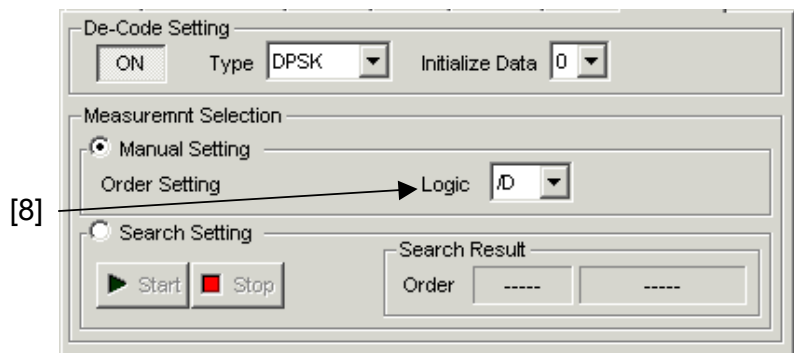 De-Code Setting
ON Type DPSK Initialize Data 0
Measuremnt Selection
Manual Setting
Order Setting Logic /D
[8]
Search Setting
Search Result
Start Stop Order ----- -----